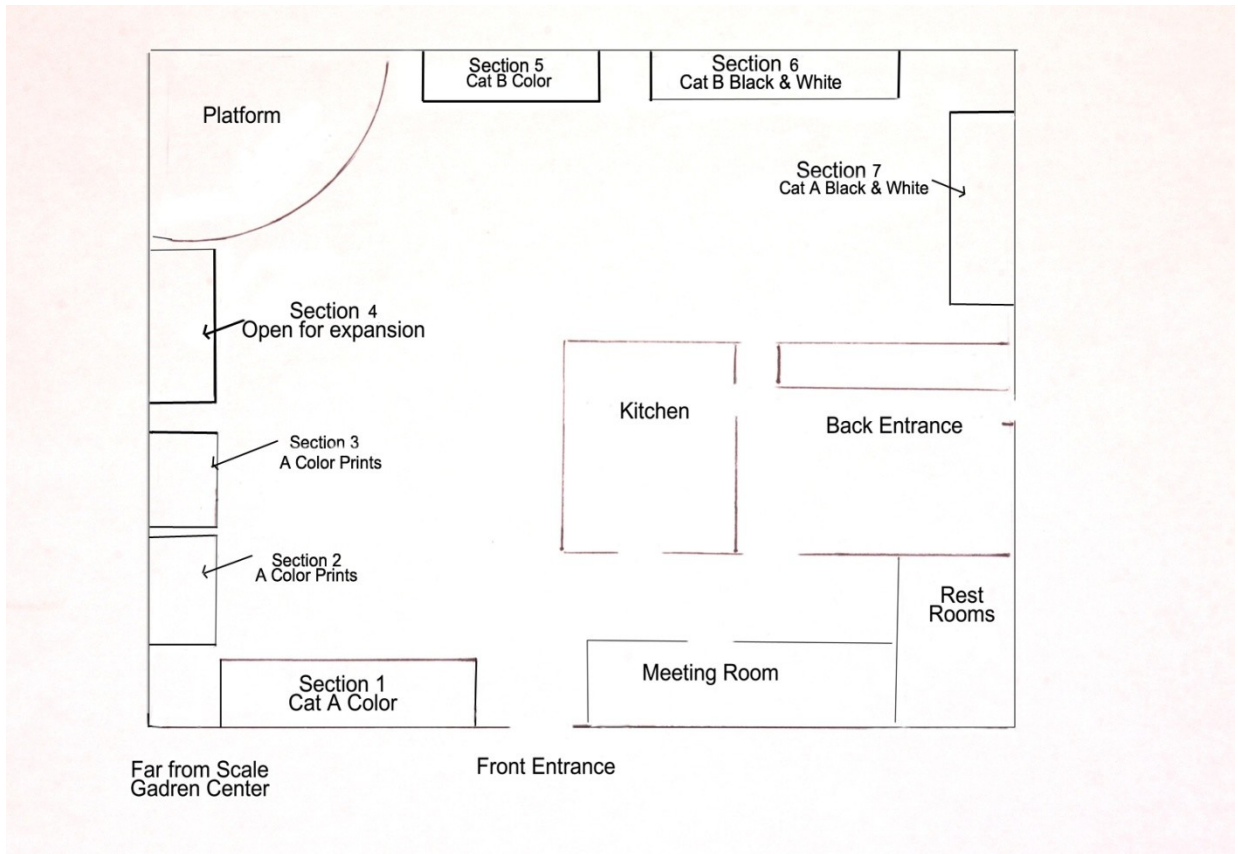 Section 5
Cat B Color
Section 6
Cat B Black & White
Platform
Section 7
Cat A Black & White
Section 4
Open for expansion
Kitchen
Back Entrance
Section 3
A Color Prints
Section 2
A Color Prints
Rest
Rooms
Meeting Room
Section 1
Cat A Color
Front Entrance
Far from Scale
Gadren Center